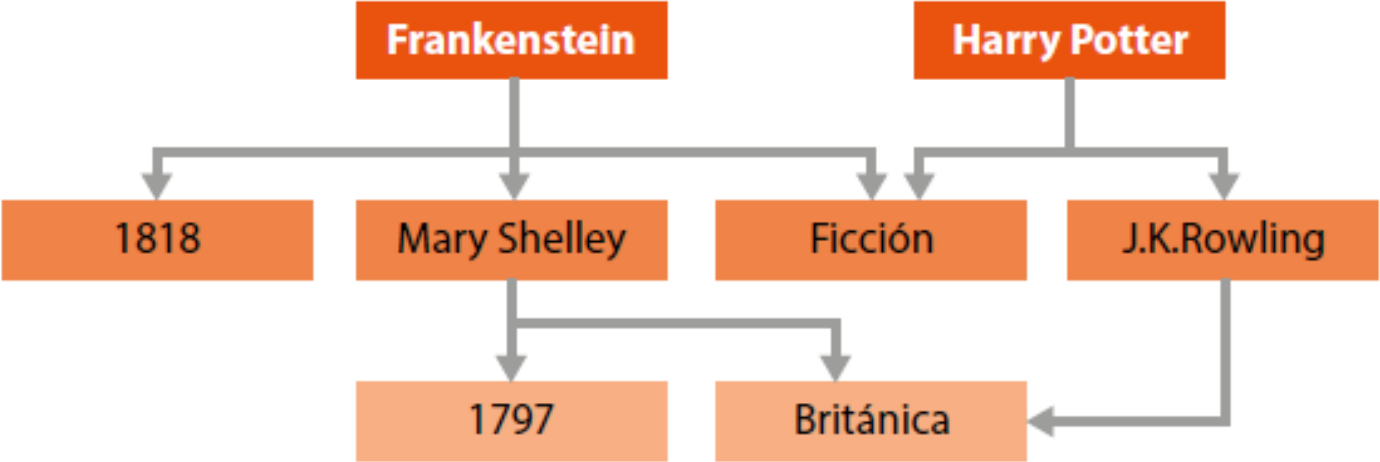 Frankenstein
Harry Potter
1818
Mary Shelley
Ficción
J.K.Rowling
1797
Británica